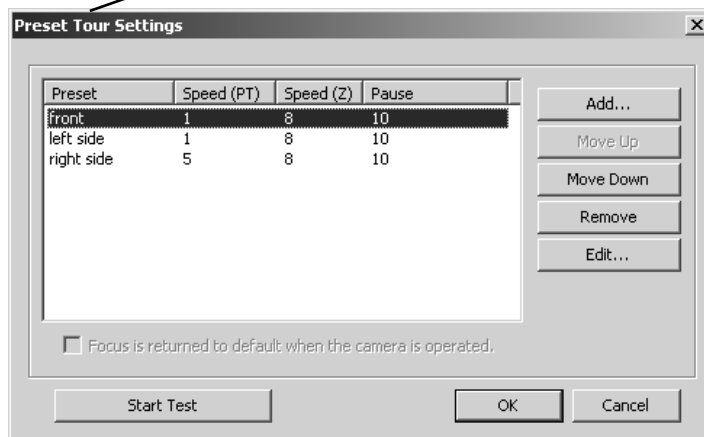 Preset Tour Settings
Preset Speed (PT) Speed (Z) Pause
front 1 8 10
left side 1 8 10
right side 5 8 10
Add...
Move Up
Move Down
Remove
Edit...
Focus is returned to default when the camera is operated.
Start Test OK Cancel